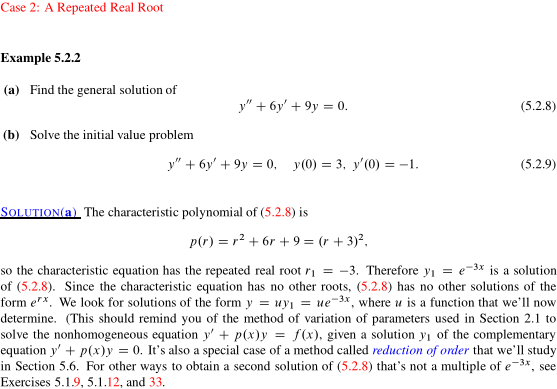 Case 2: A Repeated Real Root
Example 5.2.2
(a) Find the general solution of
y″ + 6y′ + 9y = 0. (5.2.8)
(b) Solve the initial value problem
y″ + 6y′ + 9y = 0, y(0) = 3, y′(0) = −1. (5.2.9)
SOLUTION(a) The characteristic polynomial of (5.2.8) is
p(r) = r² + 6r + 9 = (r + 3)²,
so the characteristic equation has the repeated real root r₁ = −3. Therefore y₁ = e⁻³ˣ is a solution
of (5.2.8). Since the characteristic equation has no other roots, (5.2.8) has no other solutions of the
form eʳˣ. We look for solutions of the form y = uy₁ = ue⁻³ˣ, where u is a function that we'll now
determine. (This should remind you of the method of variation of parameters used in Section 2.1 to
solve the nonhomogeneous equation y′ + p(x)y = f(x), given a solution y₁ of the complementary
equation y′ + p(x)y = 0. It's also a special case of a method called reduction of order that we'll study
in Section 5.6. For other ways to obtain a second solution of (5.2.8) that's not a multiple of e⁻³ˣ, see
Exercises 5.1.9, 5.1.12, and 33.